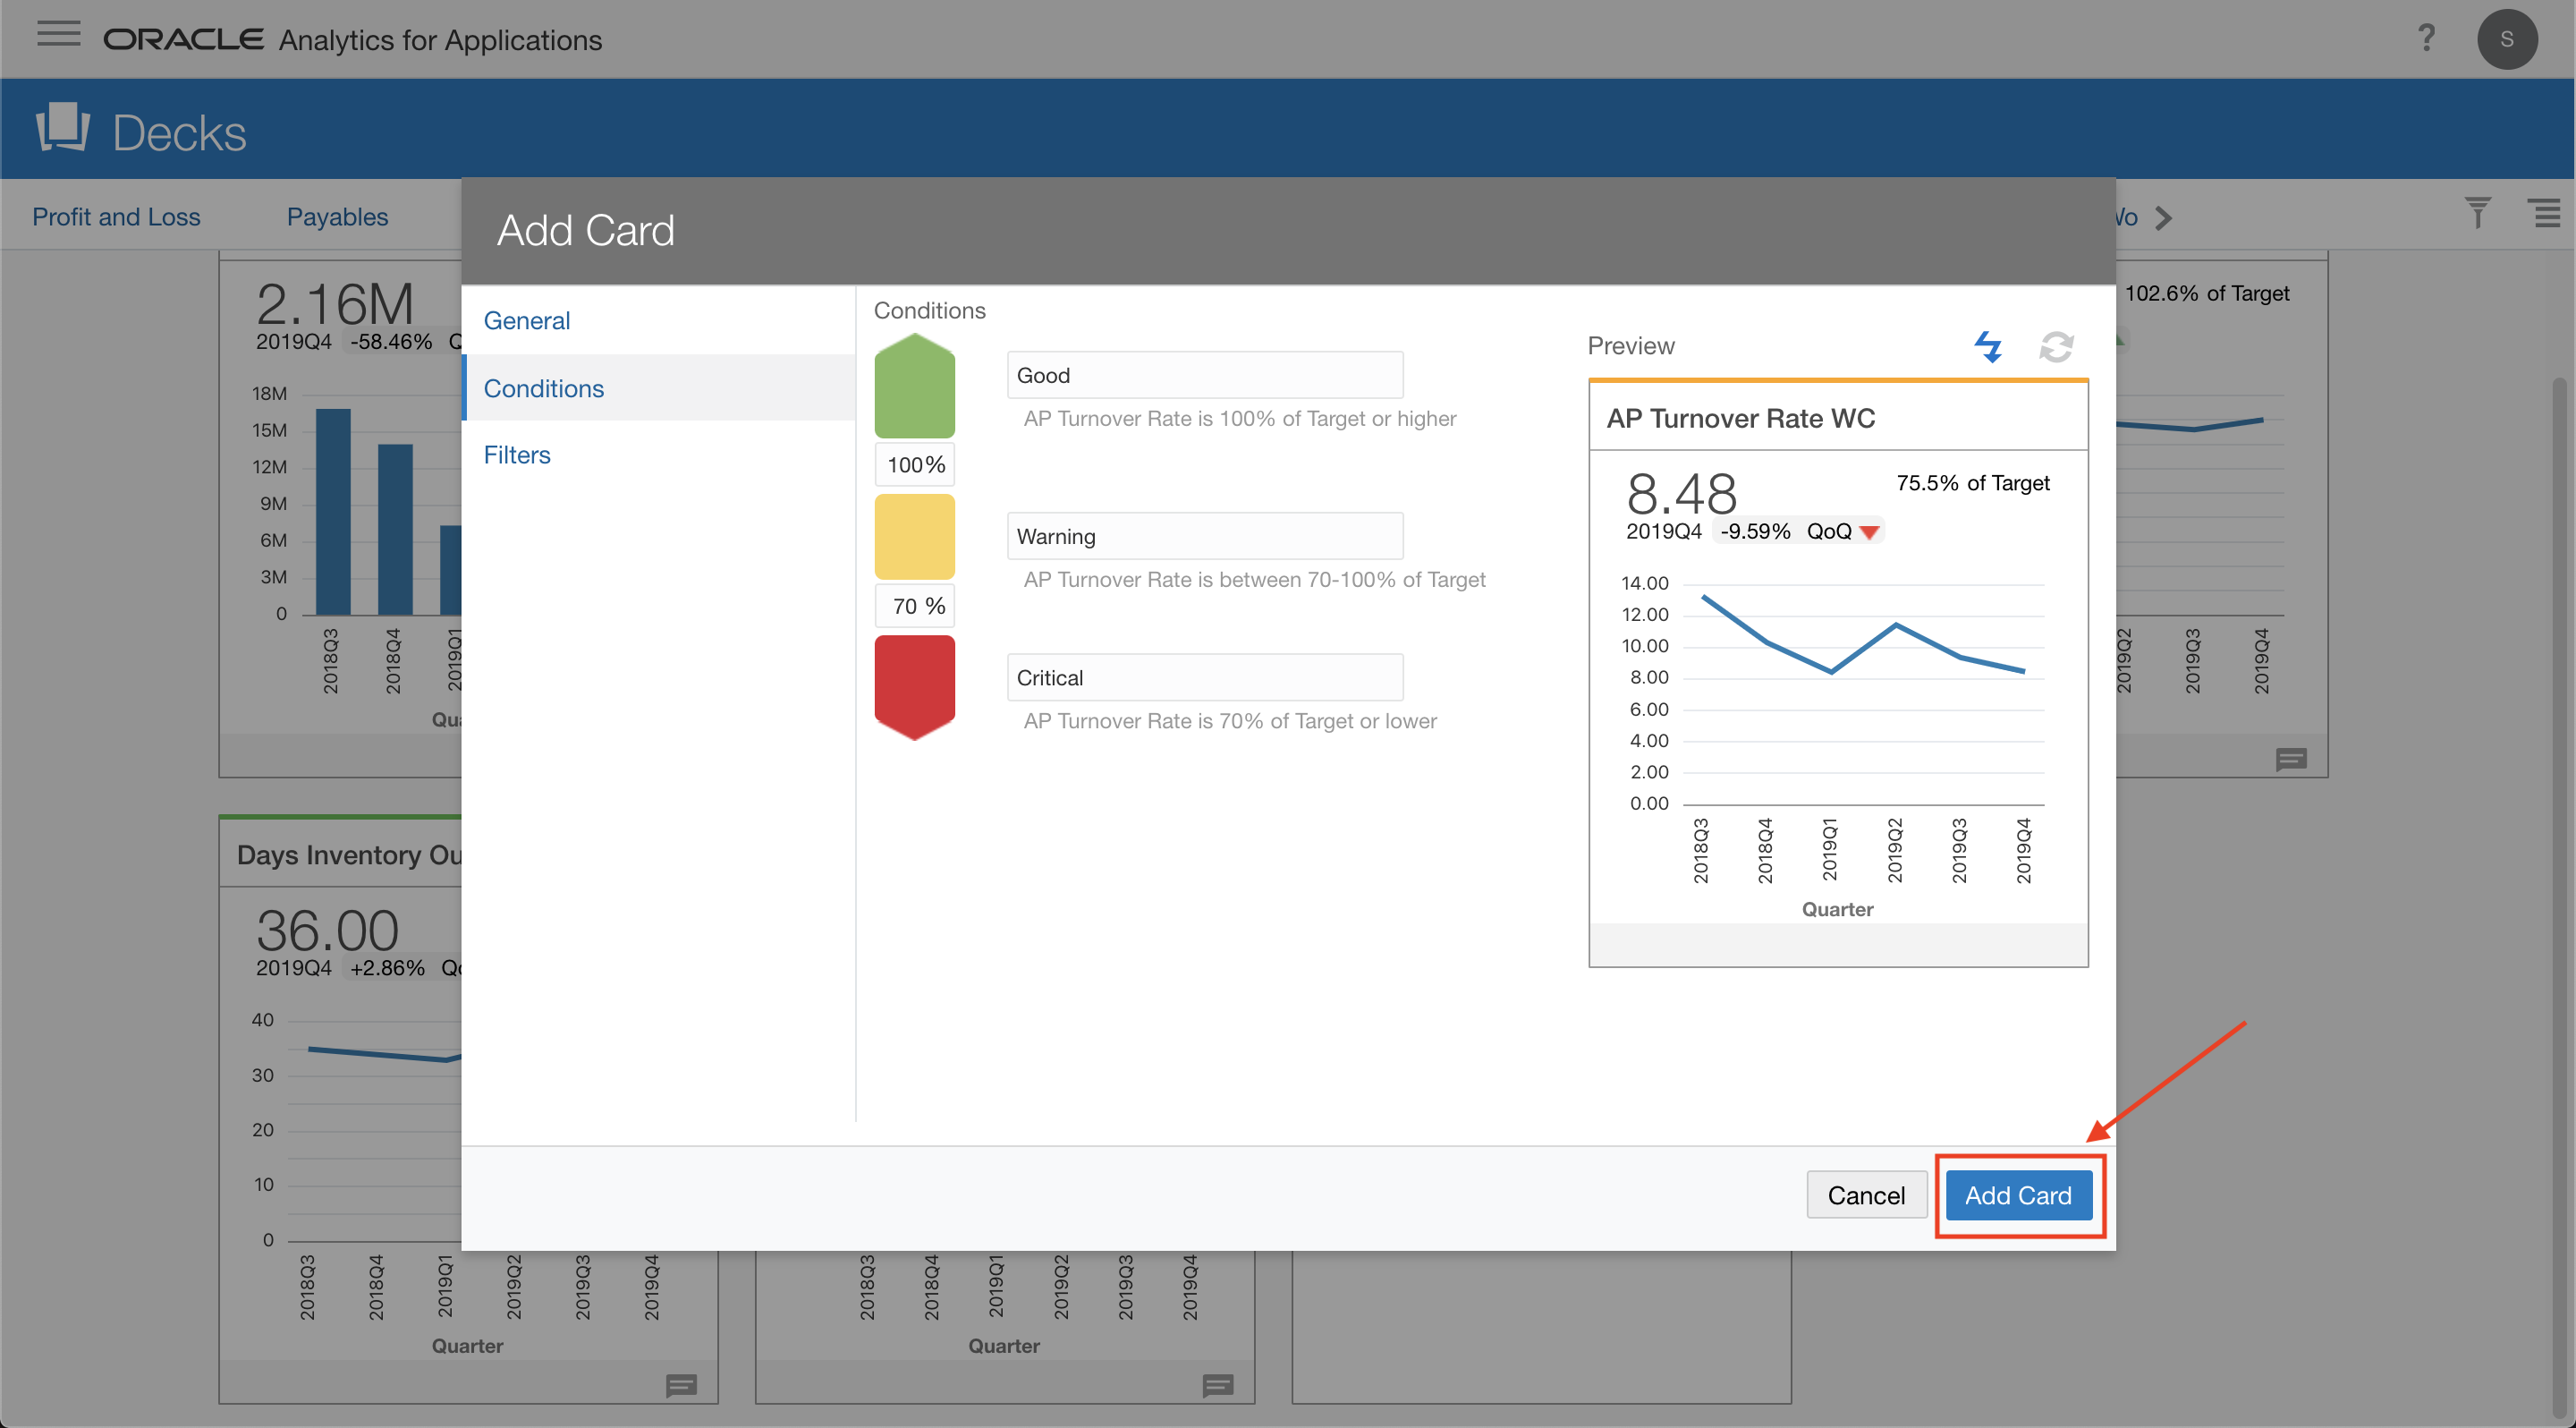 ORACLE Analytics for Applications
?
S
Decks
Profit and Loss
Payables
Add Card
2.16M
2019Q4 -58.46%
18M
15M
12M
9M
6M
3M
0
2018Q3
2018Q4
2019Q1
General
Conditions
Filters
Conditions
Good
AP Turnover Rate is 100% of Target or higher
100%
Warning
AP Turnover Rate is between 70-100% of Target
70 %
Critical
AP Turnover Rate is 70% of Target or lower
Preview
AP Turnover Rate WC
8.48
75.5% of Target
2019Q4 -9.59% QoQ
14.00
12.00
10.00
8.00
6.00
4.00
2.00
0.00
2018Q3
2018Q4
2019Q1
2019Q2
2019Q3
2019Q4
Quarter
102.6% of Target
2019Q2
2019Q3
2019Q4
Cancel
Add Card
Days Inventory
36.00
2019Q4 +2.86%
40
30
20
10
0
2018Q3
2018Q4
2019Q1
2019Q2
2019Q3
2019Q4
Quarter
2018Q3
2018Q4
2019Q1
2019Q2
2019Q3
2019Q4
Quarter